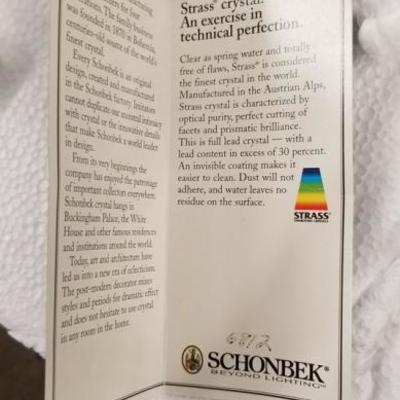 for four
generations. The family business
was founded in 1870 in Bohemia,
centuries-old source of the world's
finest crystal.
Every Schonbek is an original
design, created and manufactured
in the Schonbek factory. Imitators
cannot duplicate our essential intimacy
with crystal or the innovative details
that make Schonbek a world leader
in design.
From its very beginnings the
company has enjoyed the patronage
of important collectors everywhere.
Schonbek crystal hangs in
Buckingham Palace, the White
House and other famous residences
and institutions around the world.
Today, art and architecture have
led us into a new era of eclecticism.
The post-modern decorator mixes
styles and periods for dramatic effect
and does not hesitate to use crystal
in any room in the home.
Strass® crystal.
An exercise in
technical perfection.
Clear as spring water and totally
free of flaws, Strass® is considered
the finest crystal in the world.
Manufactured in the Austrian Alps,
Strass crystal is characterized by
optical purity, perfect cutting of
facets and prismatic brilliance.
This is full lead crystal — with a
lead content in excess of 30 percent.
An invisible coating makes it
easier to clean. Dust will not
adhere, and water leaves no
residue on the surface.
STRASS®
6812
SCHONBEK®
BEYOND LIGHTING™